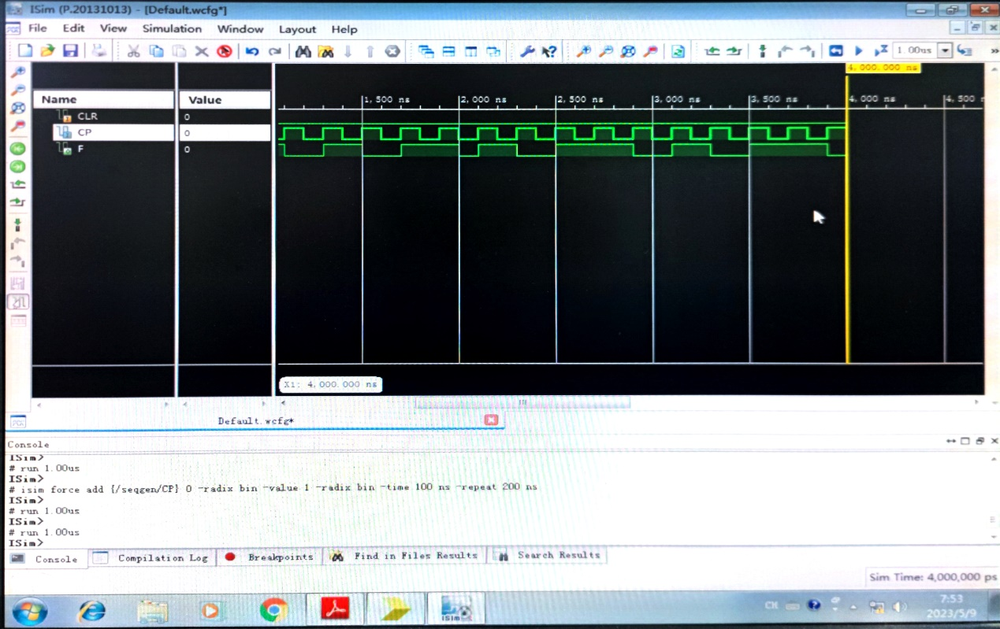 ISim (P.20131013) - [Default.wcfg*]
File Edit View Simulation Window Layout Help
1.00us
4,000.000 ns
Name Value
1,500 ns 2,000 ns 2,500 ns 3,000 ns 3,500 ns 4,000 ns 4,500 n
CLR 0
CP 0
F 0
X1: 4,000.000 ns
Default.wcfg*
Console
ISim>
# run 1.00us
ISim>
# isim force add {/seqgen/CP} 0 -radix bin -value 1 -radix bin -time 100 ns -repeat 200 ns
ISim>
# run 1.00us
ISim>
# run 1.00us
ISim>
Console Compilation Log Breakpoints Find in Files Results Search Results
Sim Time: 4,000,000 ps
ISim
CH
7:53
2023/5/9